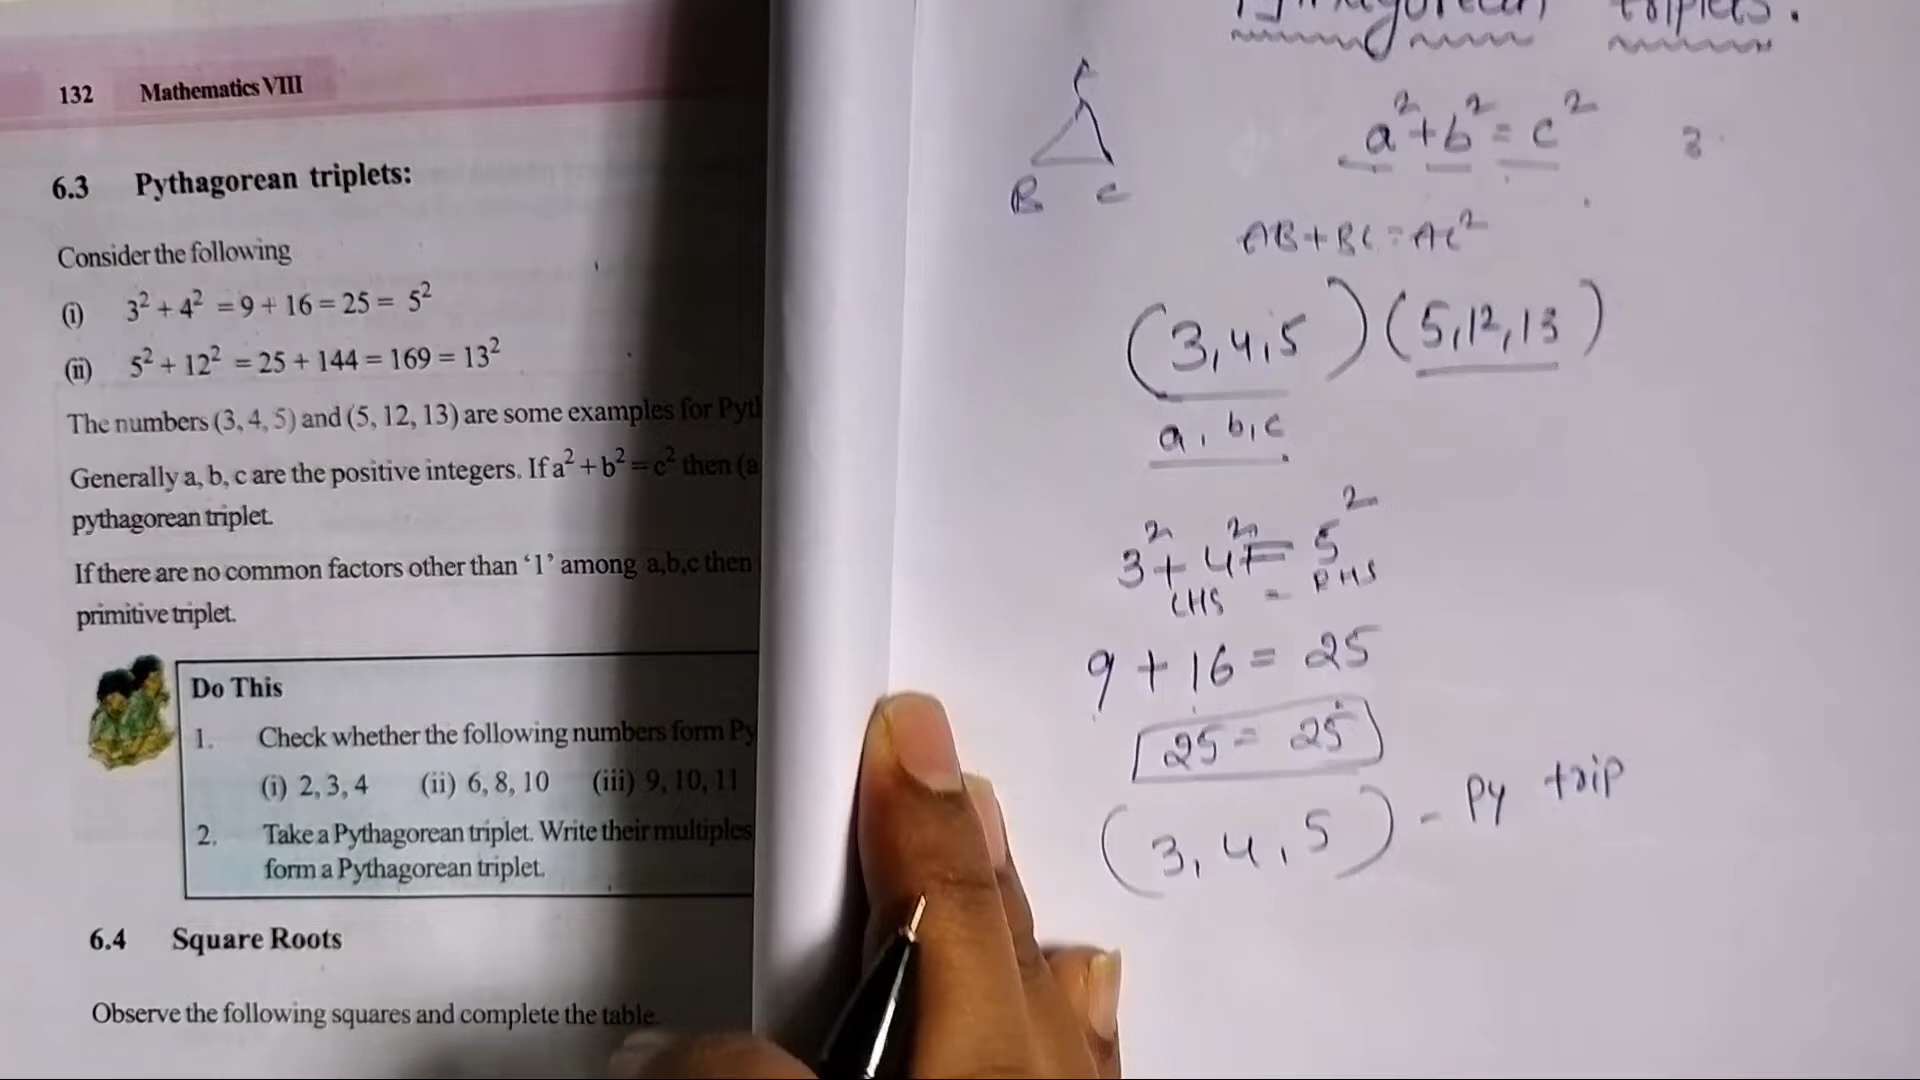 132 Mathematics VIII
6.3 Pythagorean triplets:
Consider the following
(i) 3² + 4² = 9 + 16 = 25 = 5²
(ii) 5² + 12² = 25 + 144 = 169 = 13²
The numbers (3, 4, 5) and (5, 12, 13) are some examples for
Generally a, b, c are the positive integers. If a² + b² = c² then (a
pythagorean triplet.
If there are no common factors other than ‘1’ among a,b,c then
primitive triplet.
Do This
1. Check whether the following numbers form
(i) 2, 3, 4 (ii) 6, 8, 10 (iii) 9, 10, 11
2. Take a Pythagorean triplet. Write their multiples
form a Pythagorean triplet.
6.4 Square Roots
Observe the following squares and complete the table.
triplets.
a² + b² = c²
B C
AB + BC = AC²
(3, 4, 5) (5, 12, 13)
a, b, c
3² + 4² = 5²
LHS = RHS
9 + 16 = 25
25 = 25
(3, 4, 5) - Py trip